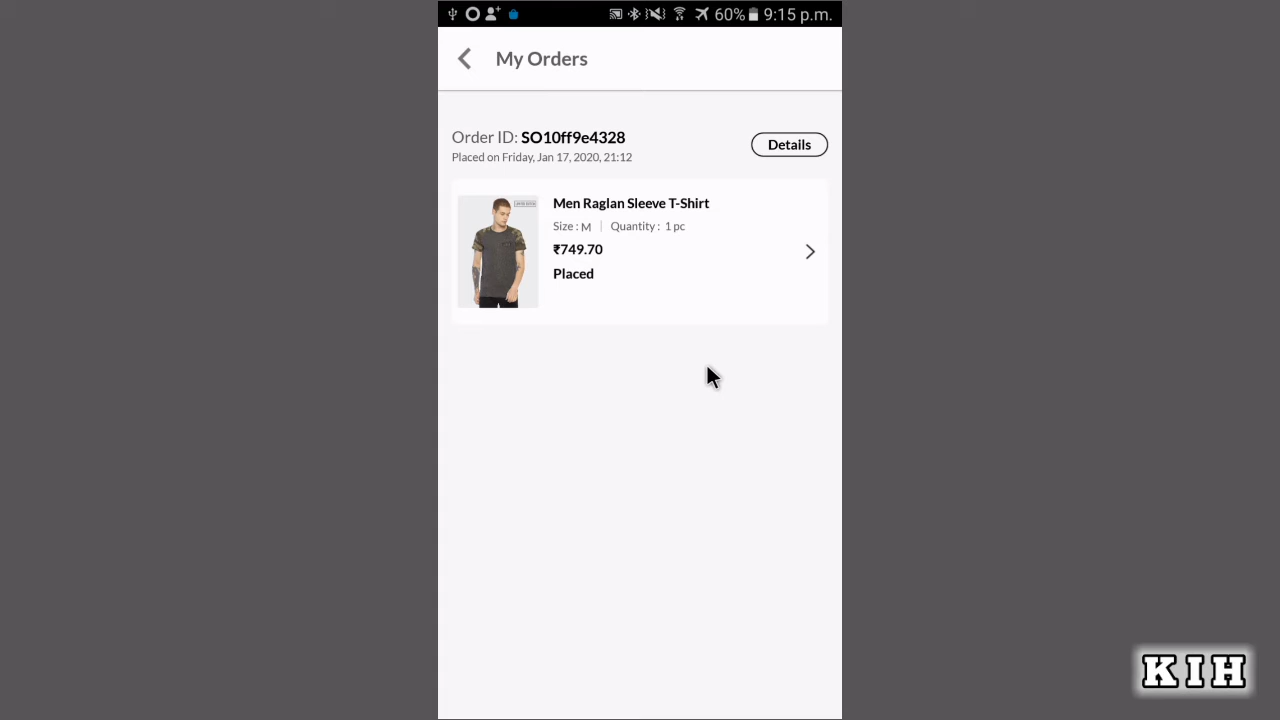 60% 9:15 p.m.
My Orders
Order ID: SO10ff9e4328
Placed on Friday, Jan 17, 2020, 21:12
Details
Men Raglan Sleeve T-Shirt
Size : M | Quantity : 1 pc
₹749.70
Placed
KIH